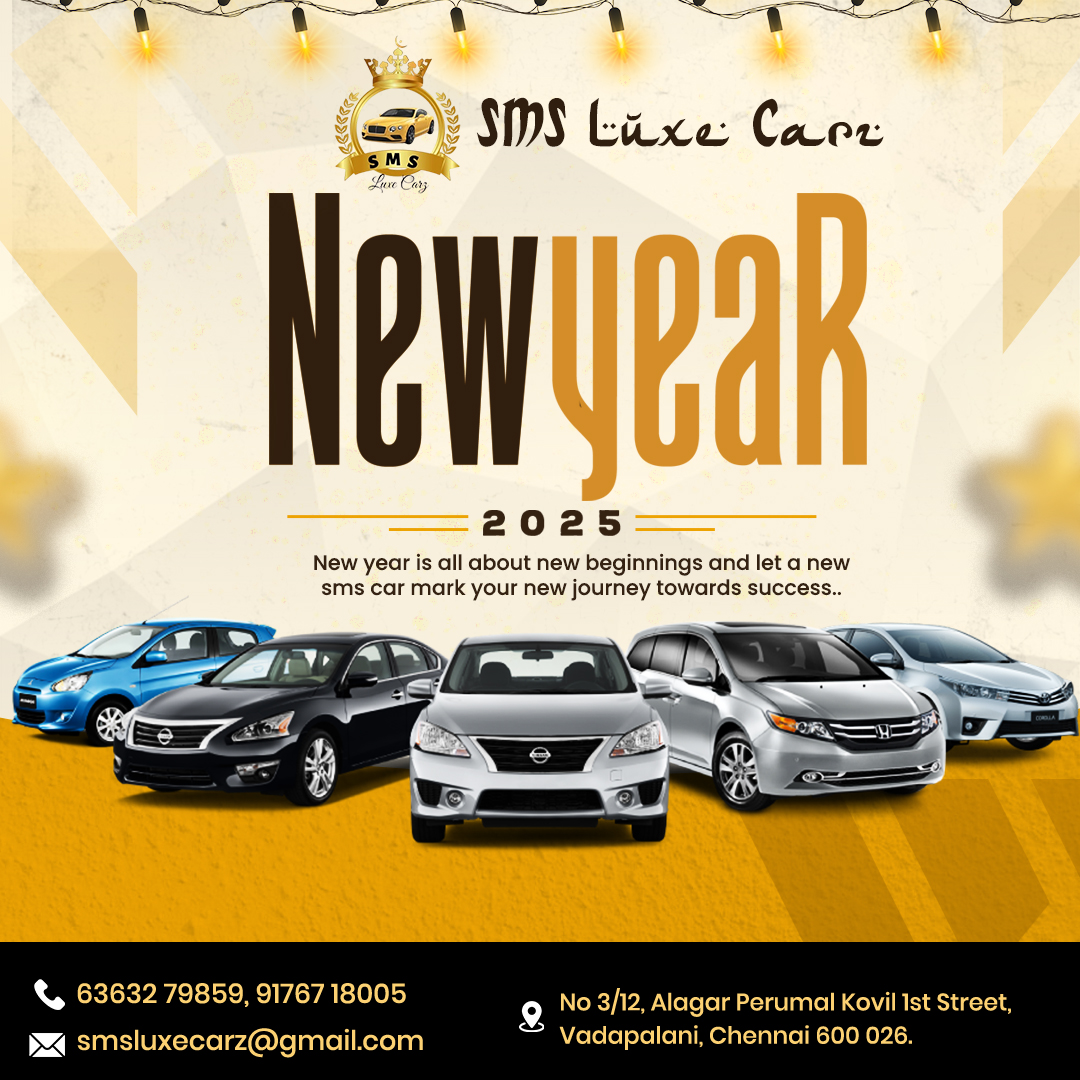 SMS
Luxe Carz
SMS Luxe Carz
NewyeaR
2025
New year is all about new beginnings and let a new
sms car mark your new journey towards success..
COROLLA
63632 79859, 91767 18005
smsluxecarz@gmail.com
No 3/12, Alagar Perumal Kovil 1st Street,
Vadapalani, Chennai 600 026.